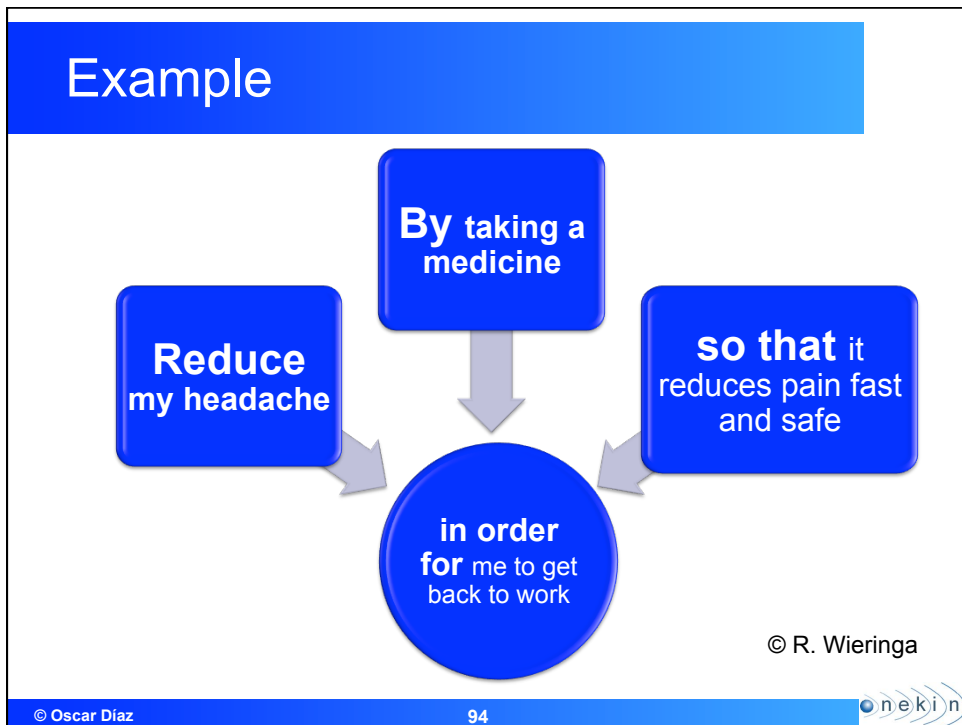 Example
By taking a
medicine
Reduce
my headache
so that it
reduces pain fast
and safe
in order
for me to get
back to work
© R. Wieringa
© Oscar Díaz
94
onekin